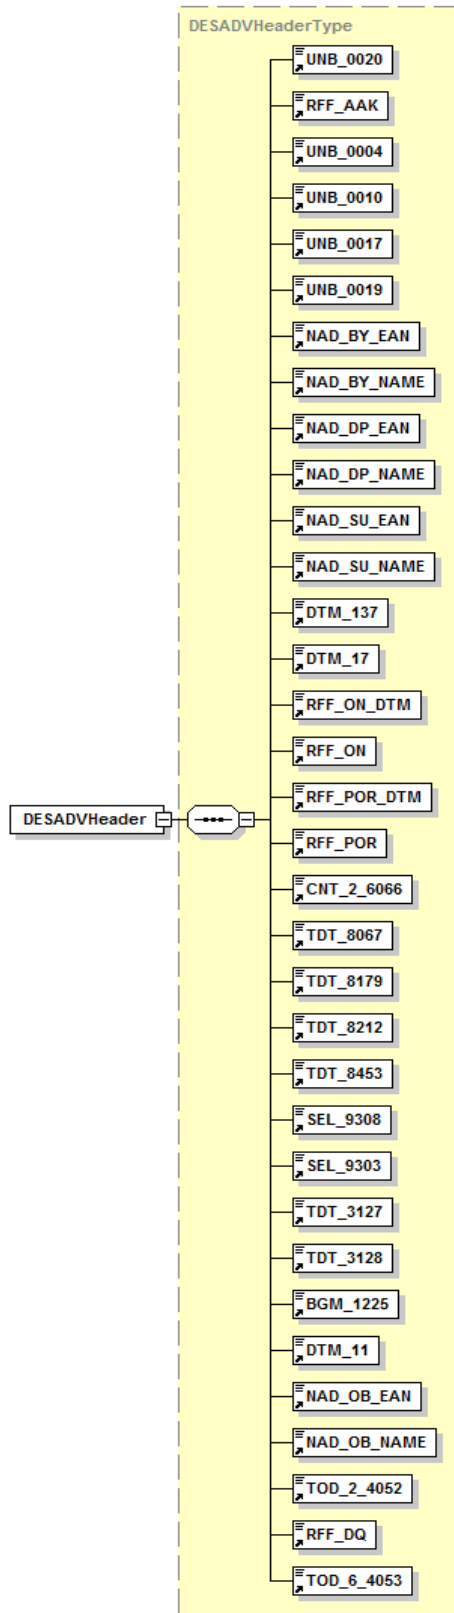 DESADVHeaderType
UNB_0020
RFF_AAK
UNB_0004
UNB_0010
UNB_0017
UNB_0019
NAD_BY_EAN
NAD_BY_NAME
NAD_DP_EAN
NAD_DP_NAME
NAD_SU_EAN
NAD_SU_NAME
DTM_137
DTM_17
RFF_ON_DTM
RFF_ON
RFF_POR_DTM
DESADVHeader
RFF_POR
CNT_2_6066
TDT_8067
TDT_8179
TDT_8212
TDT_8453
SEL_9308
SEL_9303
TDT_3127
TDT_3128
BGM_1225
DTM_11
NAD_OB_EAN
NAD_OB_NAME
TOD_2_4052
RFF_DQ
TOD_6_4053